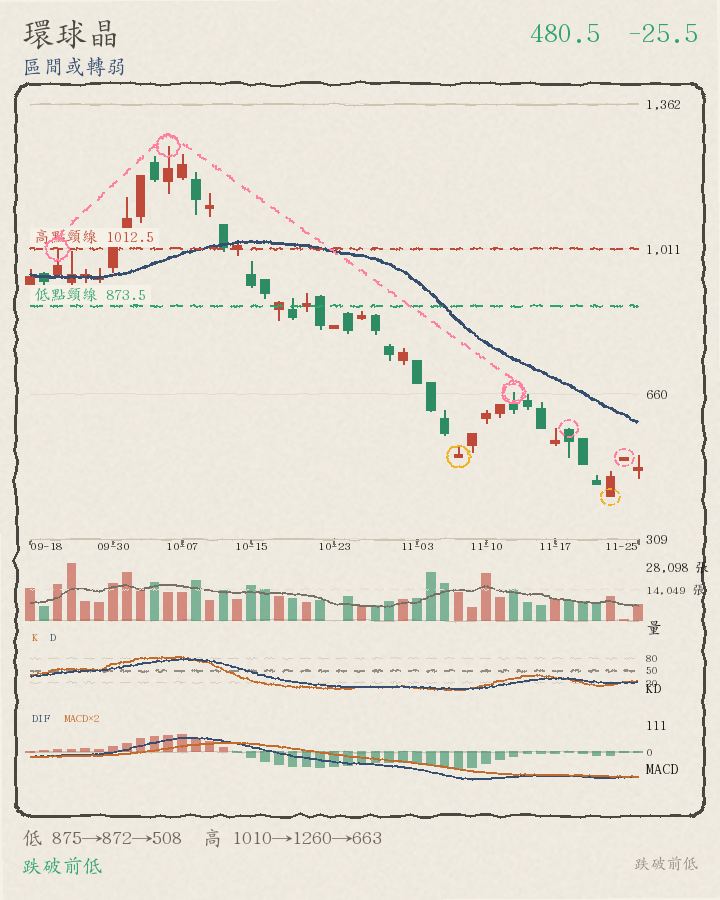 環球晶 480.5 -25.5
區間或轉弱
1,362
高點頸線 1012.5
1,011
低點頸線 873.5
660
309
09-18 09-30 10-07 10-15 10-23 11-03 11-10 11-17 11-25
28,098 張
14,049 張
量
K D
80
50
20
KD
DIF MACD×2
111
0
MACD
低 875→872→508 高 1010→1260→663
跌破前低 跌破前低